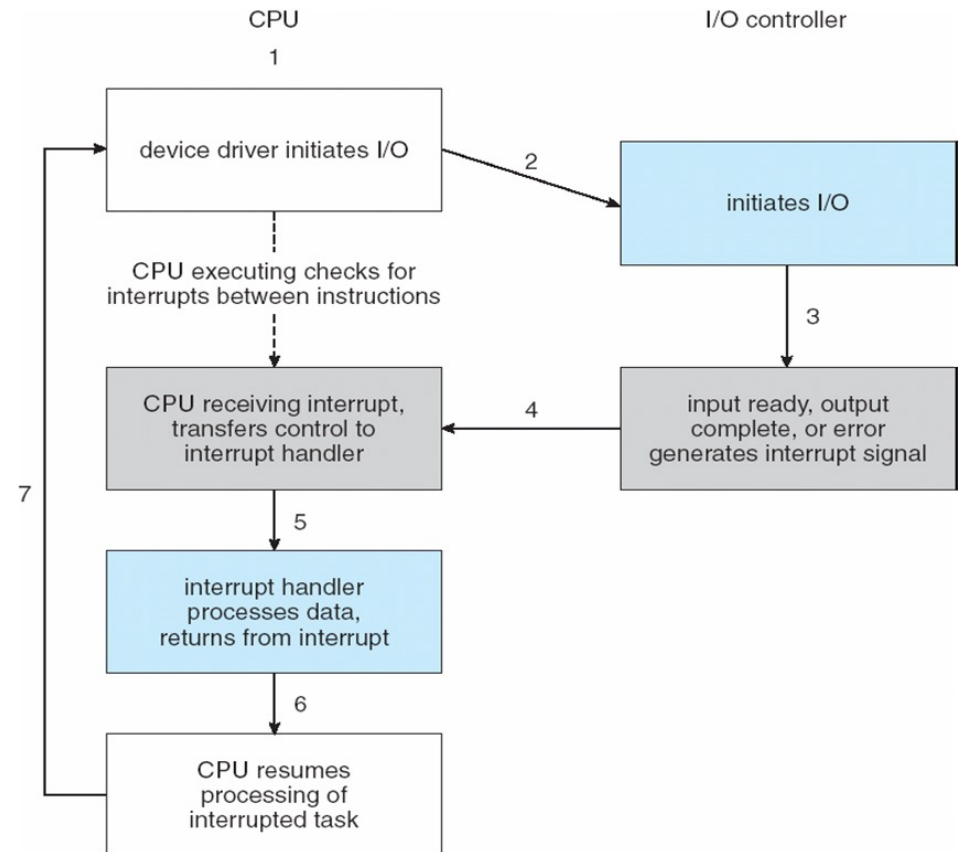 CPU
I/O controller
1
device driver initiates I/O
2
initiates I/O
CPU executing checks for
interrupts between instructions
3
CPU receiving interrupt,
transfers control to
interrupt handler
4
input ready, output
complete, or error
generates interrupt signal
7
5
interrupt handler
processes data,
returns from interrupt
6
CPU resumes
processing of
interrupted task